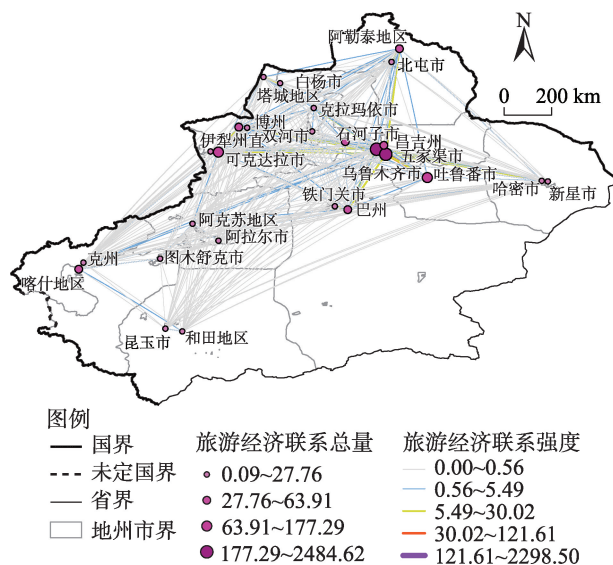 阿勒泰地区
N
北屯市
白杨市
塔城地区
0 200 km
克拉玛依市
博州
双河市
石河子市
昌吉州
伊犁州直
五家渠市
可克达拉市
乌鲁木齐市
吐鲁番市
哈密市
新星市
铁门关市
巴州
阿克苏地区
阿拉尔市
克州
图木舒克市
喀什地区
昆玉市
和田地区
图例
国界
未定国界
省界
地州市界
旅游经济联系总量
0.09~27.76
27.76~63.91
63.91~177.29
177.29~2484.62
旅游经济联系强度
0.00~0.56
0.56~5.49
5.49~30.02
30.02~121.61
121.61~2298.50